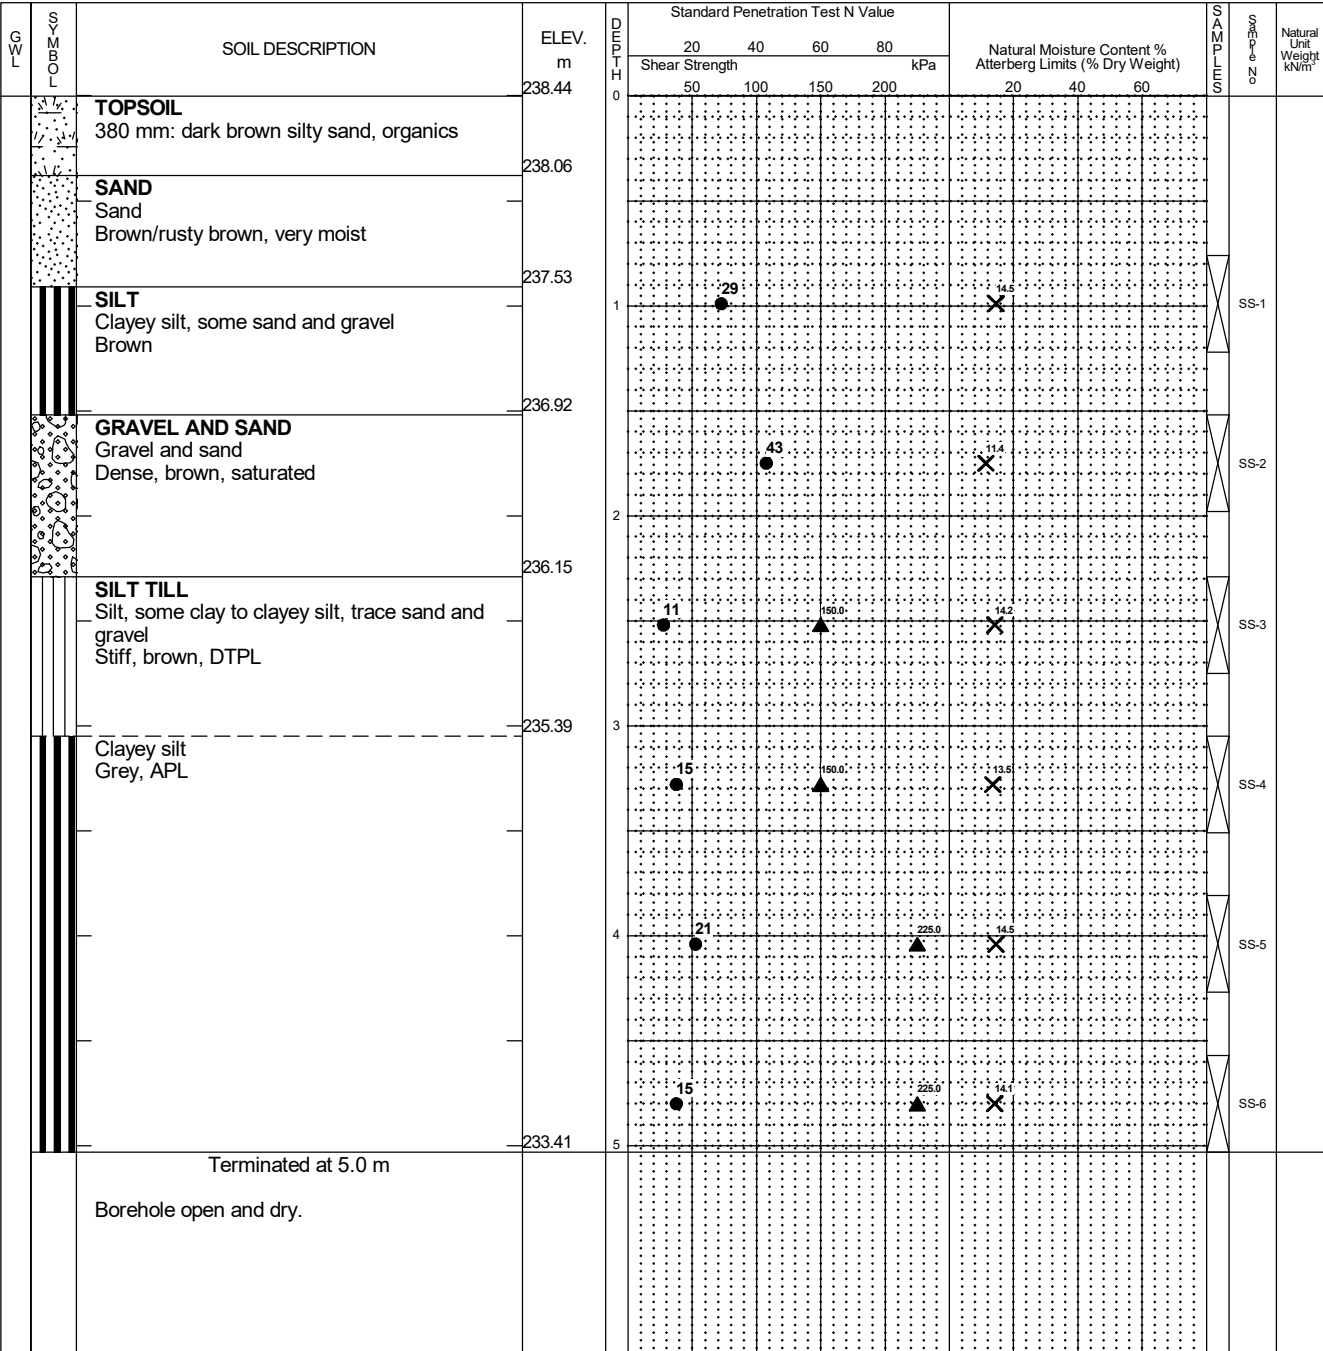 GWL
SYMBOL
SOIL DESCRIPTION
ELEV.
m
DEPTH
Standard Penetration Test N Value
20 40 60 80
Shear Strength kPa
50 100 150 200
Natural Moisture Content %
Atterberg Limits (% Dry Weight)
20 40 60
SAMPLES
Sample No
Natural
Unit
Weight
kN/m³
238.44
0
TOPSOIL
380 mm: dark brown silty sand, organics
238.06
SAND
Sand
Brown/rusty brown, very moist
237.53
SILT
Clayey silt, some sand and gravel
Brown
29
14.5
1
SS-1
236.92
GRAVEL AND SAND
Gravel and sand
Dense, brown, saturated
43
11.4
SS-2
2
236.15
SILT TILL
Silt, some clay to clayey silt, trace sand and
gravel
Stiff, brown, DTPL
11
150.0
14.2
SS-3
235.39
3
Clayey silt
Grey, APL
15
150.0
13.5
SS-4
21
225.0
14.5
4
SS-5
15
225.0
14.1
SS-6
233.41
5
Terminated at 5.0 m
Borehole open and dry.